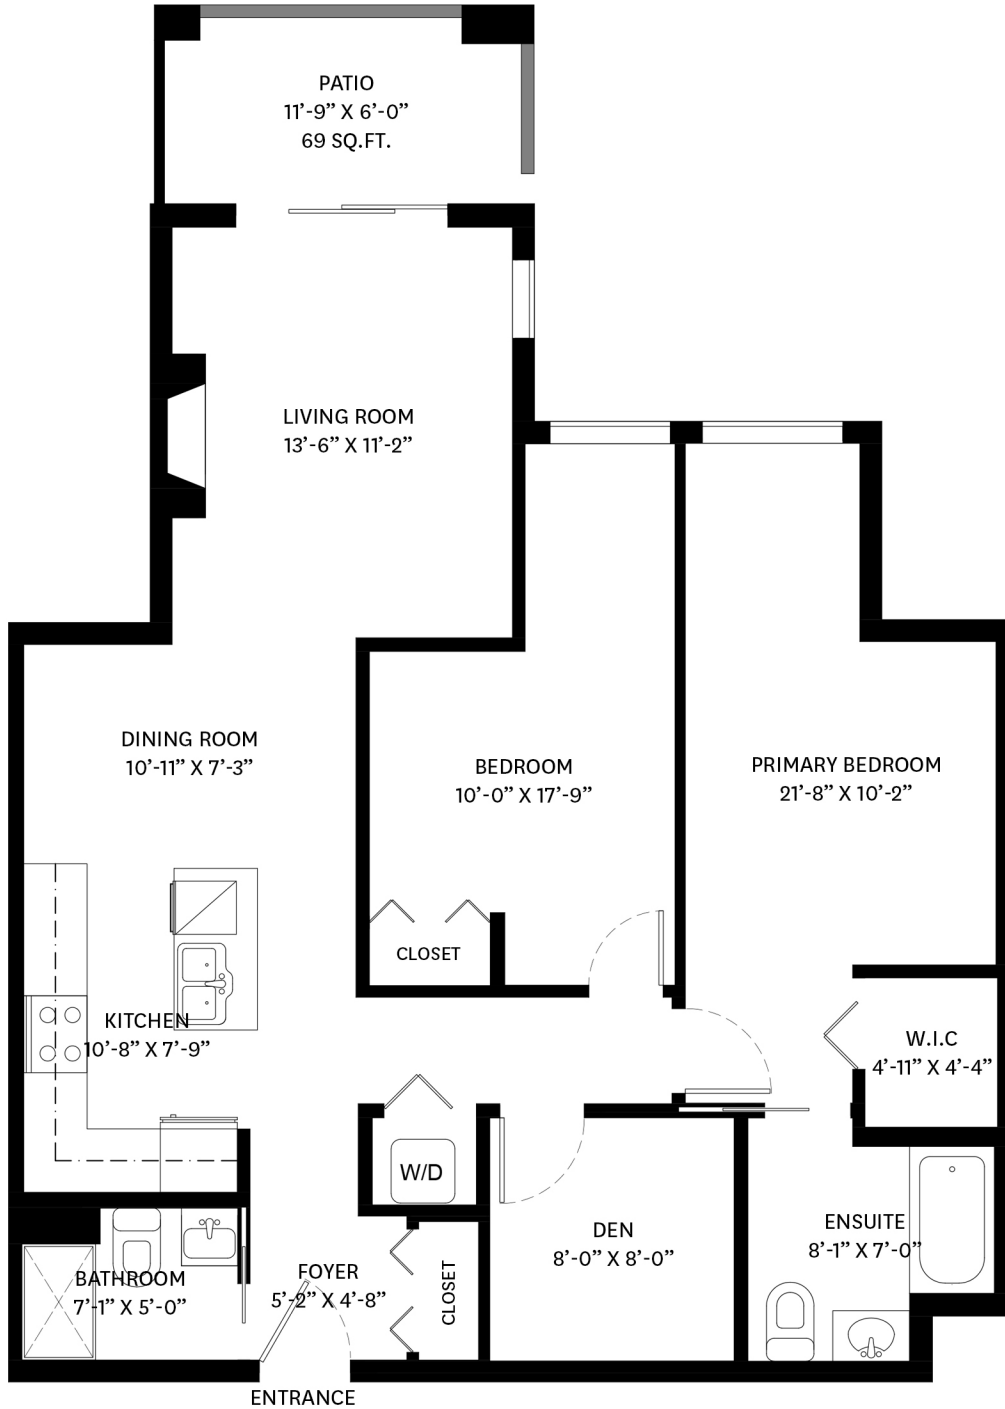 PATIO
11’-9” X 6’-0”
69 SQ.FT.
LIVING ROOM
13’-6” X 11’-2”
DINING ROOM
10’-11” X 7’-3”
BEDROOM
10’-0” X 17’-9”
PRIMARY BEDROOM
21’-8” X 10’-2”
CLOSET
KITCHEN
10’-8” X 7’-9”
W.I.C
4’-11” X 4’-4”
W/D
DEN
8’-0” X 8’-0”
ENSUITE
8’-1” X 7’-0”
BATHROOM
7’-1” X 5’-0”
FOYER
5’-2” X 4’-8”
CLOSET
ENTRANCE